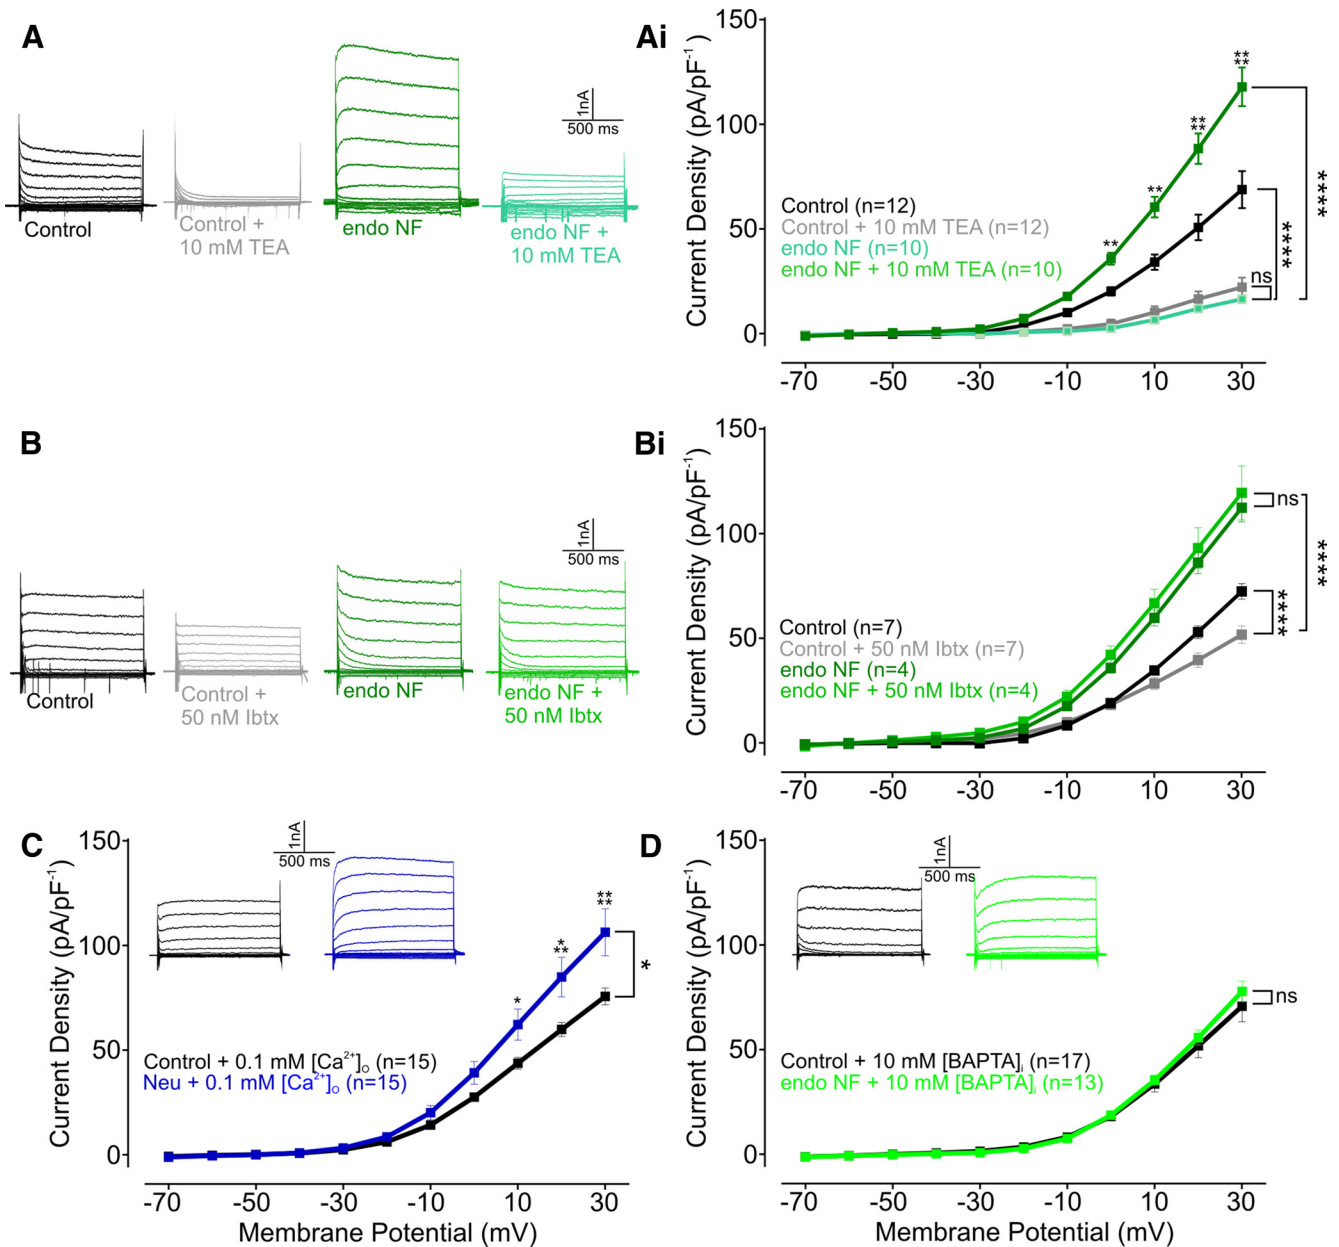 A
Control
Control +
10 mM TEA
endo NF
endo NF +
10 mM TEA
1nA
500 ms
Ai
Current Density (pA/pF⁻¹)
150
100
50
0
-70
-50
-30
-10
10
30
Control (n=12)
Control + 10 mM TEA (n=12)
endo NF (n=10)
endo NF + 10 mM TEA (n=10)
**
**
**
**
**
**
**
**
ns
****
****
B
Control
Control +
50 nM Ibtx
endo NF
endo NF +
50 nM Ibtx
1nA
500 ms
Bi
Current Density (pA/pF⁻¹)
150
100
50
0
-70
-50
-30
-10
10
30
Control (n=7)
Control + 50 nM Ibtx (n=7)
endo NF (n=4)
endo NF + 50 nM Ibtx (n=4)
ns
****
****
C
Current Density (pA/pF⁻¹)
150
100
50
0
1nA
500 ms
Control + 0.1 mM [Ca²⁺]ₒ (n=15)
Neu + 0.1 mM [Ca²⁺]ₒ (n=15)
*
*
**
**
**
*
-70
-50
-30
-10
10
30
Membrane Potential (mV)
D
Current Density (pA/pF⁻¹)
150
100
50
0
1nA
500 ms
Control + 10 mM [BAPTA]ᵢ (n=17)
endo NF + 10 mM [BAPTA]ᵢ (n=13)
ns
-70
-50
-30
-10
10
30
Membrane Potential (mV)